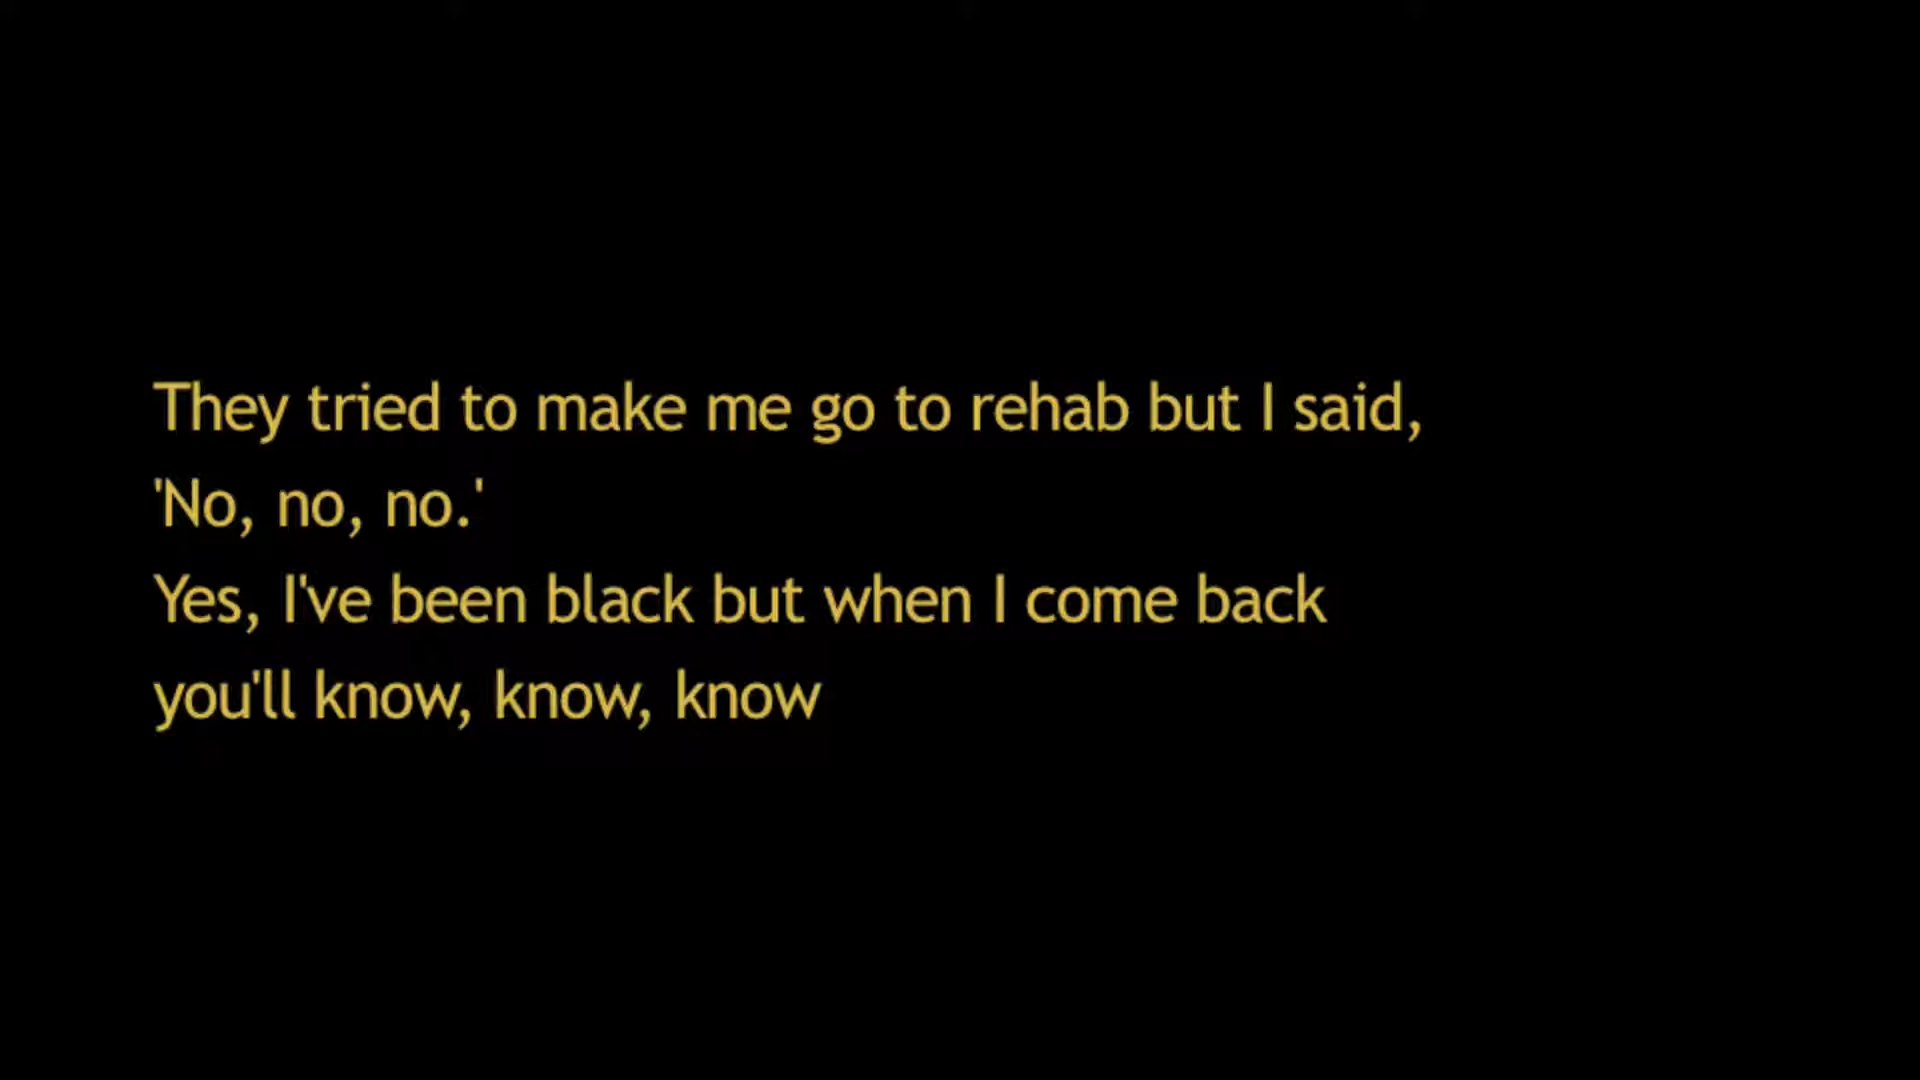 They tried to make me go to rehab but I said,
'No, no, no.'
Yes, I've been black but when I come back
you'll know, know, know